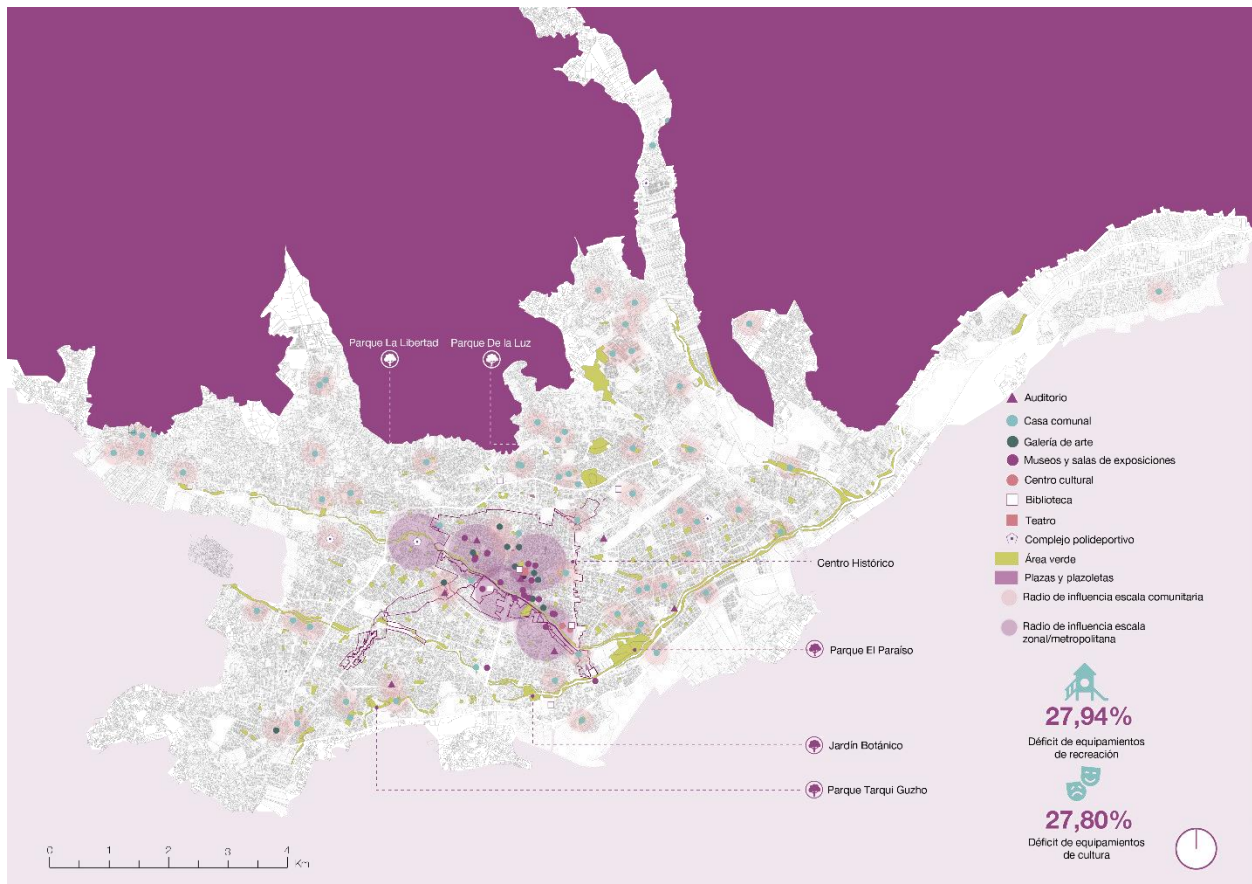 Parque La Libertad
Parque De la Luz
Auditorio
Casa comunal
Galería de arte
Museos y salas de exposiciones
Centro cultural
Biblioteca
Teatro
Complejo polideportivo
Área verde
Plazas y plazoletas
Radio de influencia escala comunitaria
Radio de influencia escala
zonal/metropolitana
Centro Histórico
Parque El Paraíso
Jardín Botánico
Parque Tarqui Guzho
27,94%
Déficit de equipamientos
de recreación
27,80%
Déficit de equipamientos
de cultura
0 1 2 3 4
Km